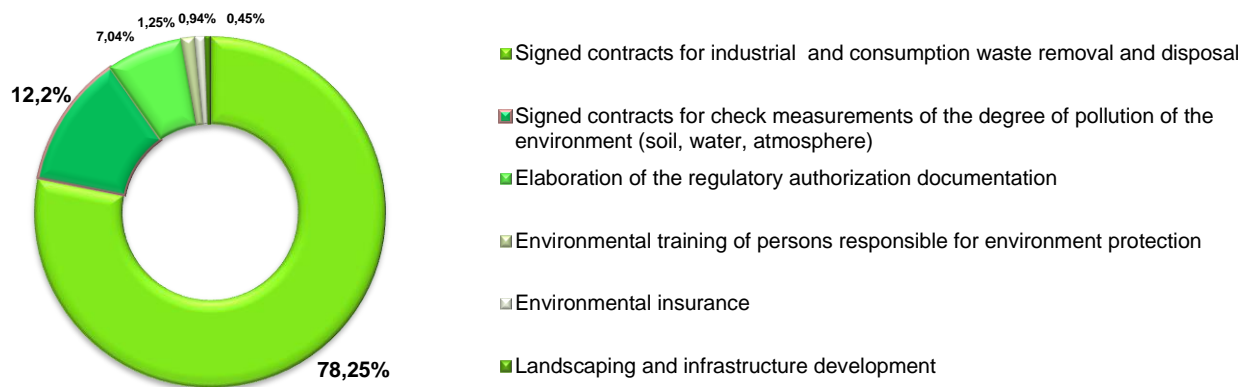 7,04% 1,25% 0,94% 0,45%
12,2%
78,25%
Signed contracts for industrial and consumption waste removal and disposal
Signed contracts for check measurements of the degree of pollution of the
environment (soil, water, atmosphere)
Elaboration of the regulatory authorization documentation
Environmental training of persons responsible for environment protection
Environmental insurance
Landscaping and infrastructure development